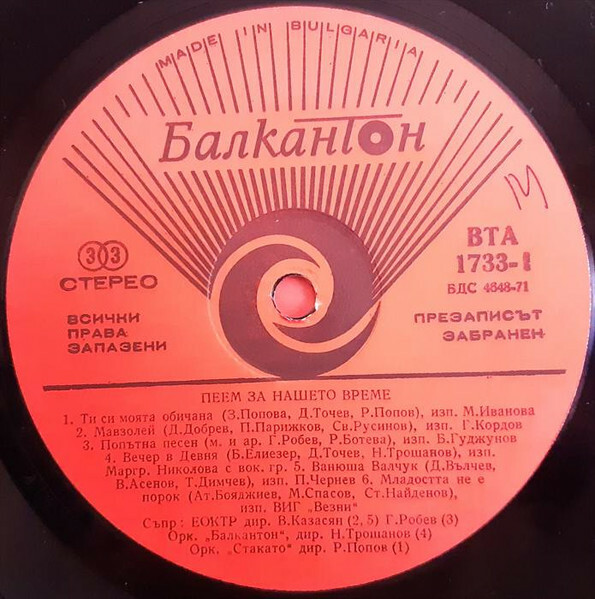 MADE IN BULGARIA
Балкантон
М
33
СТЕРЕО
ВТА
1733-1
БДС 4648-71
ВСИЧКИ
ПРАВА
ЗАПАЗЕНИ
ПРЕЗАПИСЪТ
ЗАБРАНЕН
ПЕЕМ ЗА НАШЕТО ВРЕМЕ
1. Ти си моята обичана (З.Попова, Д.Точев, Р.Попов), изп. М.Иванова
2. Мавзолей (Д.Добрев, П.Парижков, Св.Русинов), изп. Г.Кордов
3. Попътна песен (м. и ар. Г.Робев, Р.Ботева), изп. Б.Гуджунов
4. Вечер в Девня (Б.Елиезер, Д.Точев, Н.Трошанов), изп.
Маргр. Николова с вок. гр. 5. Ванюша Валчук (Д.Вълчев,
В.Асенов, Т.Димчев), изп. П.Чернев 6. Младостта не е
порок (Ат.Бояджиев, М.Спасов, Ст.Найденов),
изп. ВИГ „Везни"
Съпр: ЕОКТР дир. В.Казасян (2, 5) Г.Робев (3)
Орк. „Балкантон", дир. Н.Трошанов (4)
Орк. „Стакато" дир. Р.Попов (1)